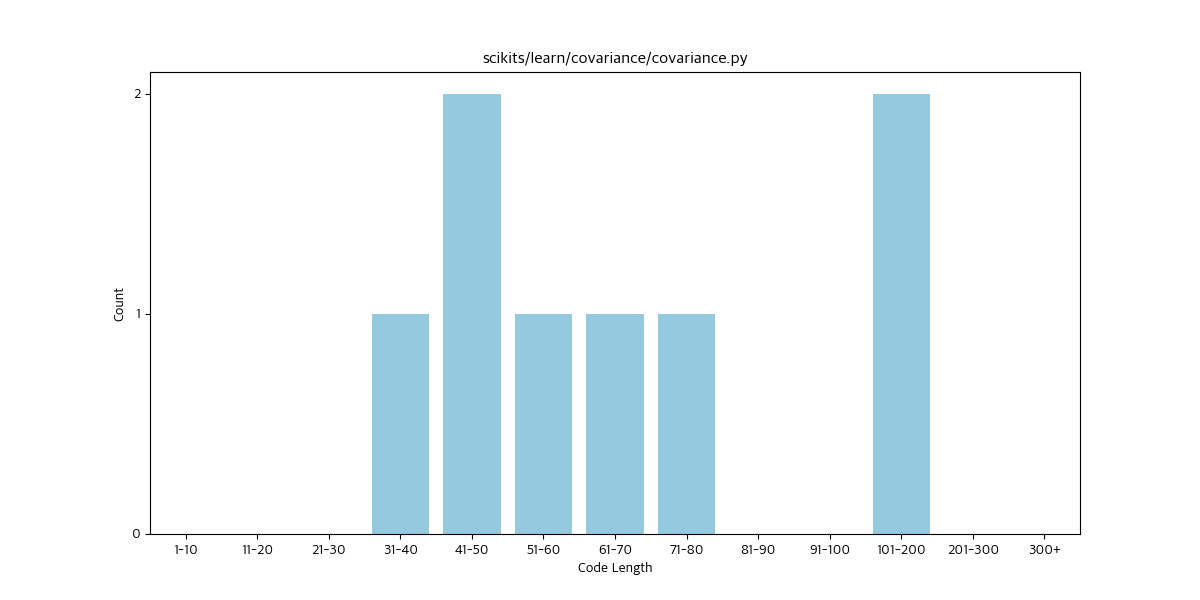 scikits/learn/covariance/covariance.py
2
1
0
Count
1-10 11-20 21-30 31-40 41-50 51-60 61-70 71-80 81-90 91-100 101-200 201-300 300+
Code Length